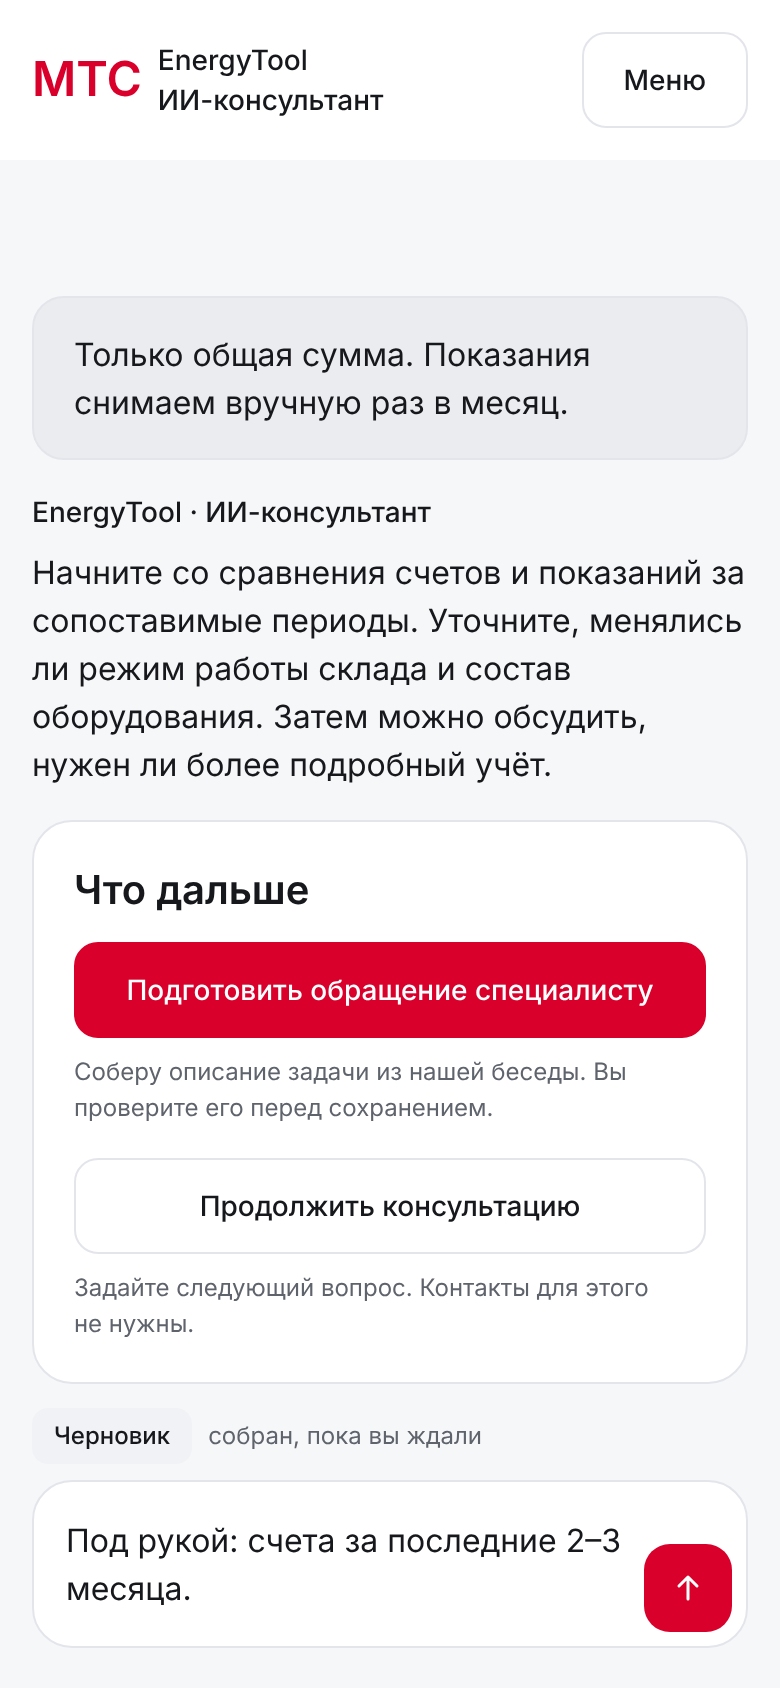 МТС
EnergyTool
ИИ-консультант
Меню
Только общая сумма. Показания
снимаем вручную раз в месяц.
EnergyTool · ИИ-консультант
Начните со сравнения счетов и показаний за
сопоставимые периоды. Уточните, менялись
ли режим работы склада и состав
оборудования. Затем можно обсудить,
нужен ли более подробный учёт.
Что дальше
Подготовить обращение специалисту
Соберу описание задачи из нашей беседы. Вы
проверите его перед сохранением.
Продолжить консультацию
Задайте следующий вопрос. Контакты для этого
не нужны.
Черновик собран, пока вы ждали
Под рукой: счета за последние 2–3
месяца.